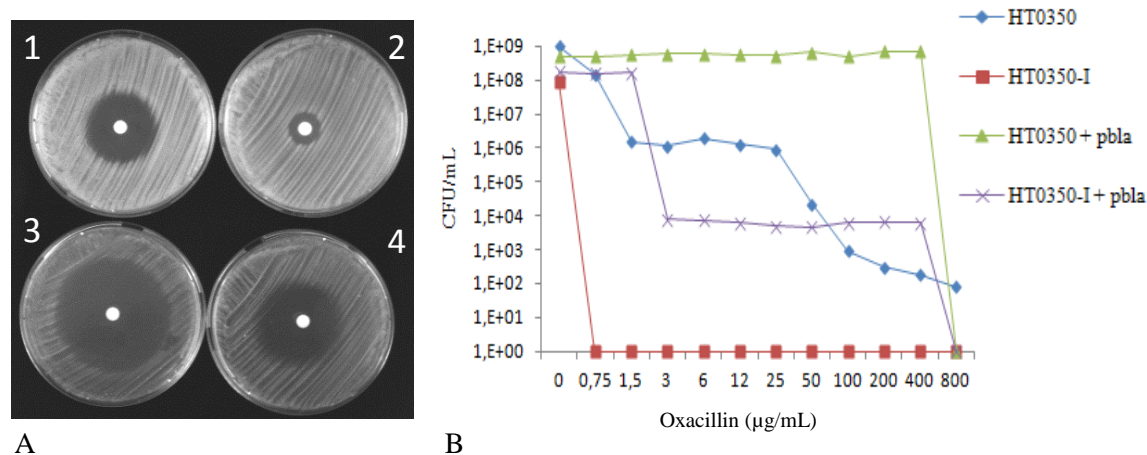 1
2
3
4
A
HT0350
HT0350-I
HT0350 + pbla
HT0350-I + pbla
CFU/mL
1,E+09
1,E+08
1,E+07
1,E+06
1,E+05
1,E+04
1,E+03
1,E+02
1,E+01
1,E+00
0 0,75 1,5 3 6 12 25 50 100 200 400 800
Oxacillin (µg/mL)
B